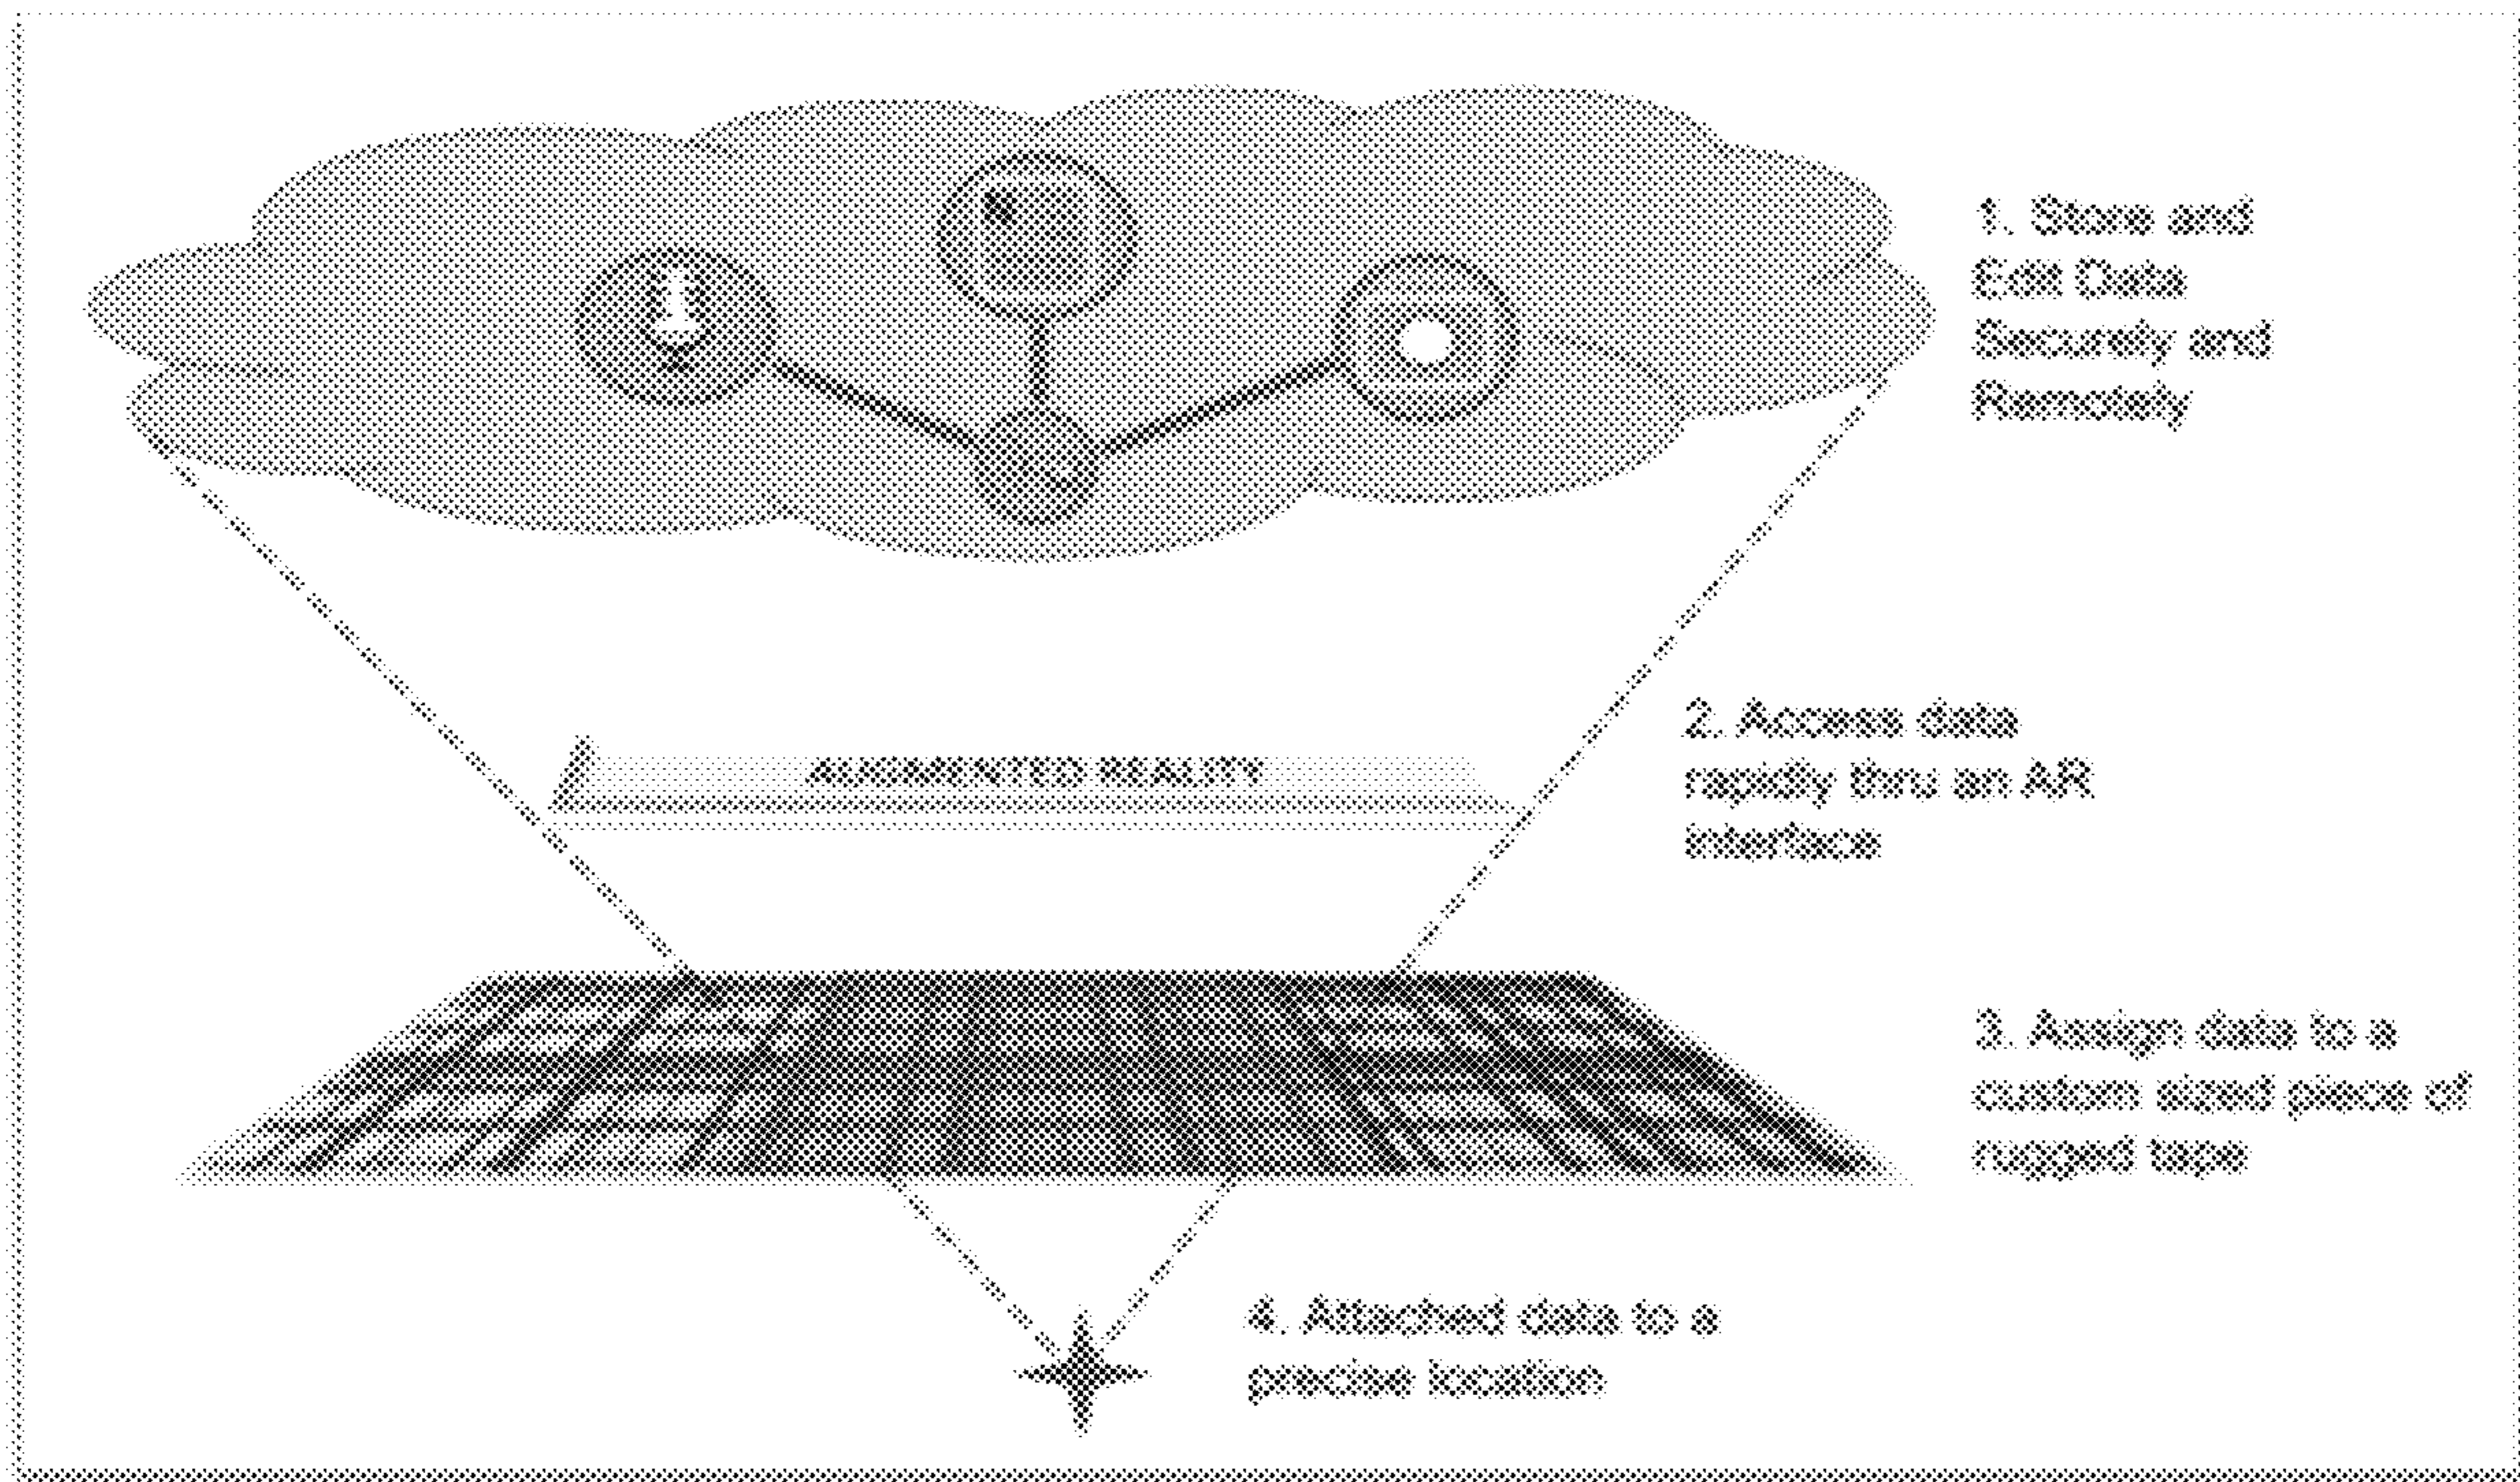 1. Store and
Edit Data
Securely and
Remotely
AUGMENTED REALITY
2. Access data
rapidly thru an AR
interface
3. Assign data to a
custom sized piece of
rugged tape
4. Attached data to a
precise location